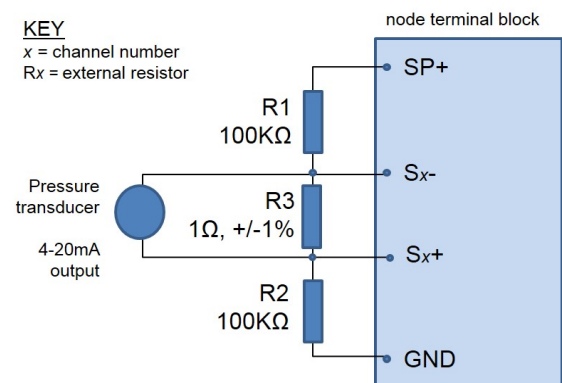 node terminal block
KEY
x = channel number
Rx = external resistor
SP+
R1
100KΩ
Sx-
Pressure
transducer
R3
1Ω, +/-1%
4-20mA
output
Sx+
R2
100KΩ
GND